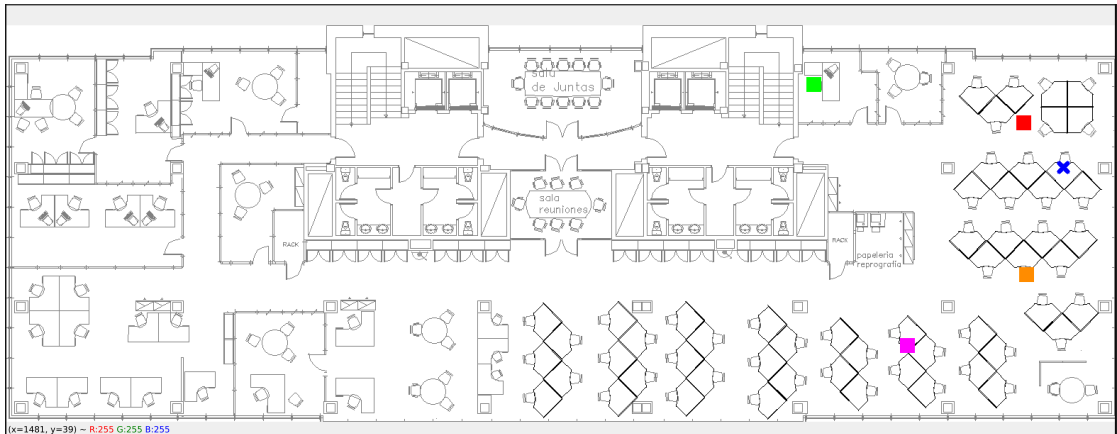 sala
de Juntas
sala
reuniones
RACK
RACK
papeleria
reprografia
(x=1481, y=39) ~ R:255 G:255 B:255